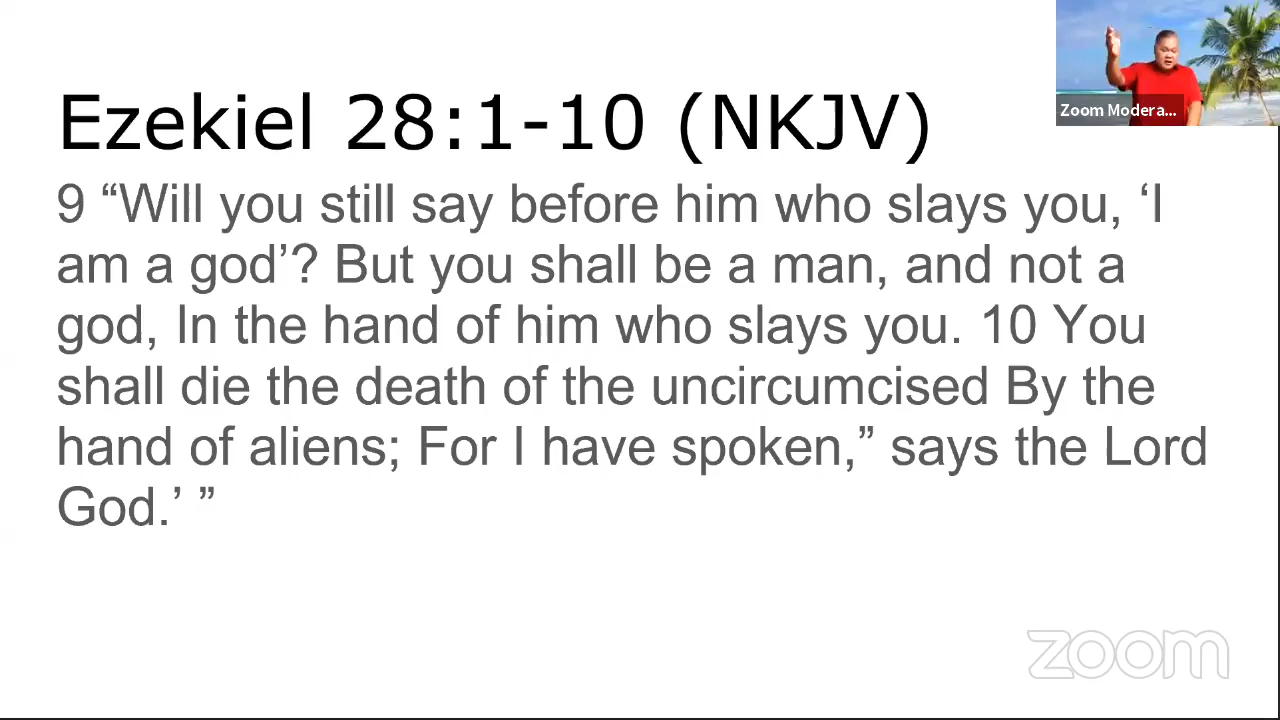 Ezekiel 28:1-10 (NKJV)
Zoom Modera...
9 “Will you still say before him who slays you, ‘I
am a god’? But you shall be a man, and not a
god, In the hand of him who slays you. 10 You
shall die the death of the uncircumcised By the
hand of aliens; For I have spoken,” says the Lord
God.’ ”
zoom